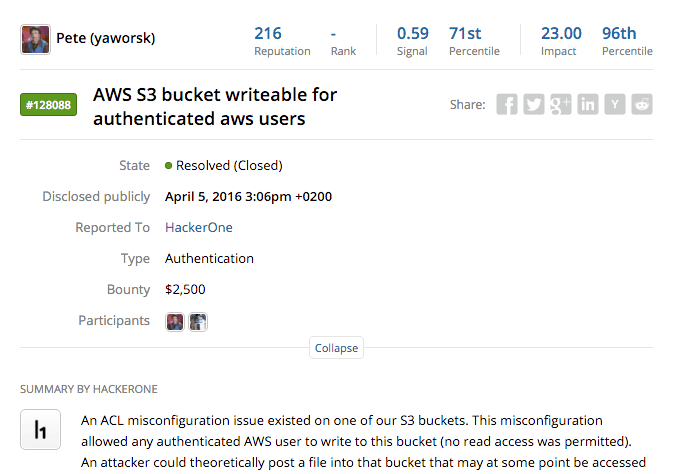 Pete (yaworsk)
216 - 0.59 71st 23.00 96th
Reputation Rank Signal Percentile Impact Percentile
#128088
AWS S3 bucket writeable for
authenticated aws users
Share:
State Resolved (Closed)
Disclosed publicly April 5, 2016 3:06pm +0200
Reported To HackerOne
Type Authentication
Bounty $2,500
Participants
Collapse
SUMMARY BY HACKERONE
h1
An ACL misconfiguration issue existed on one of our S3 buckets. This misconfiguration
allowed any authenticated AWS user to write to this bucket (no read access was permitted).
An attacker could theoretically post a file into that bucket that may at some point be accessed